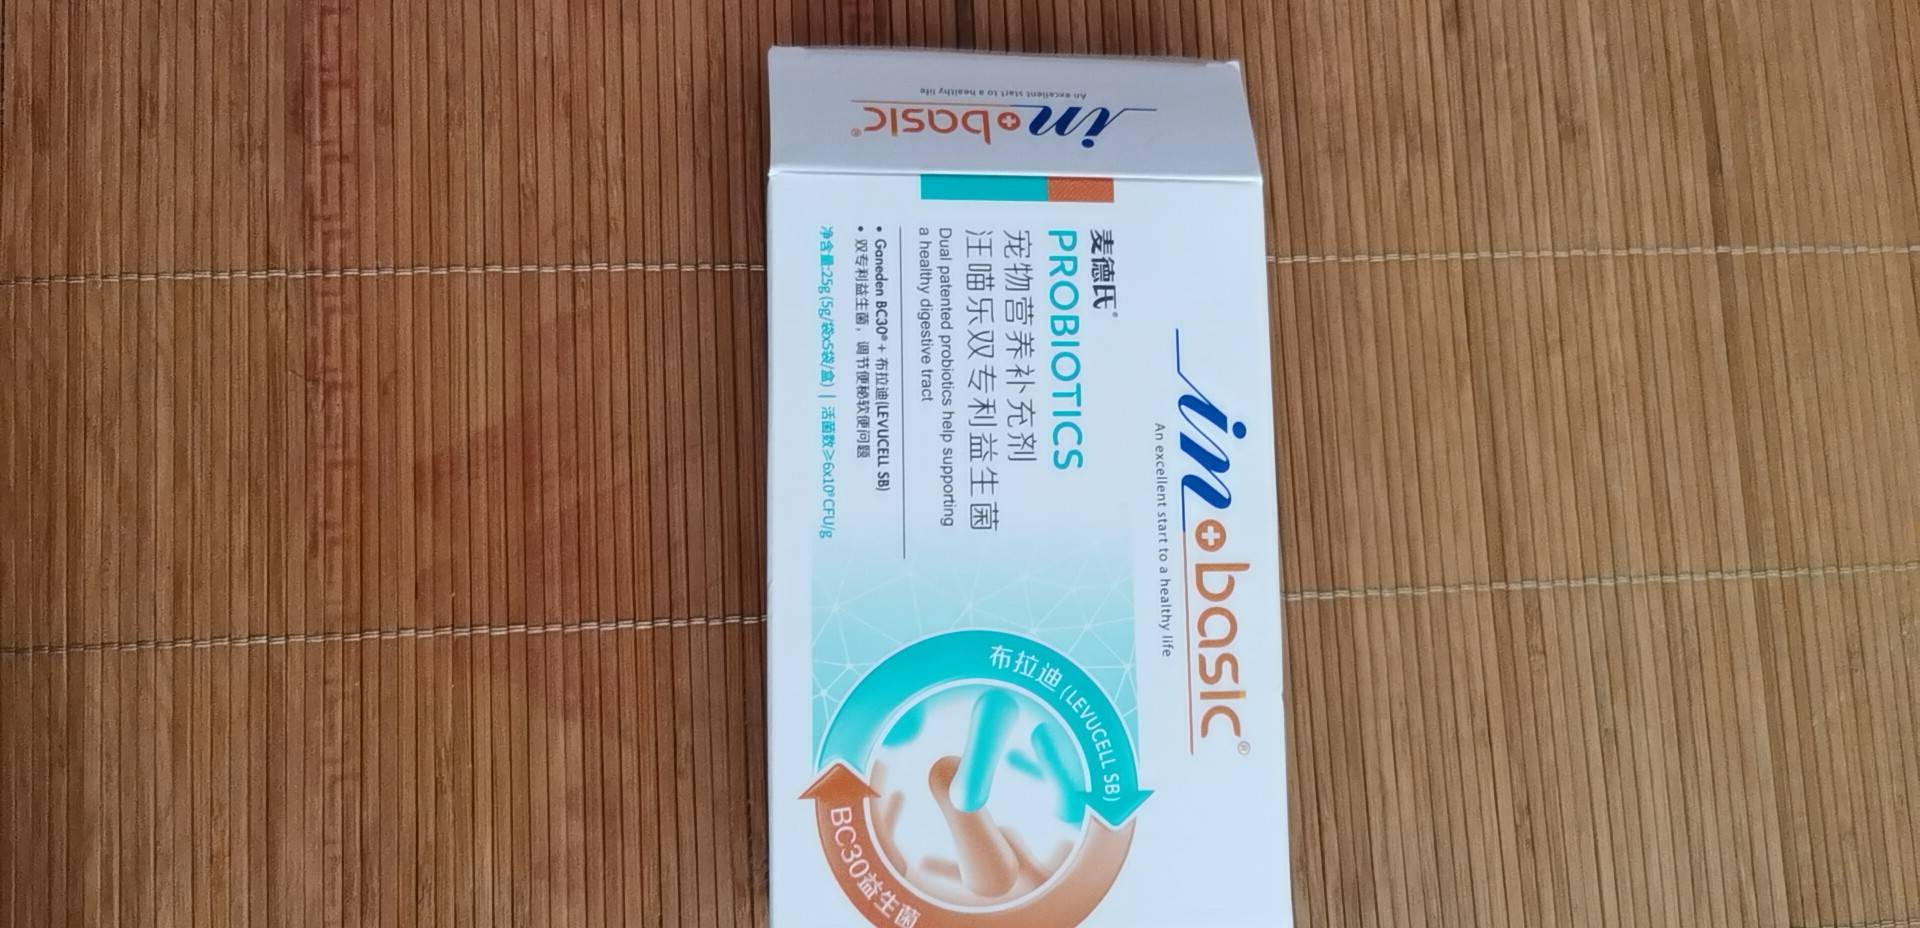 in+basic®
An excellent start to a healthy life
in+basic®
An excellent start to a healthy life
麦德氏®
PROBIOTICS
宠物营养补充剂
汪喵乐双专利益生菌
Dual patented probiotics help supporting
a healthy digestive tract
• Ganeden BC30® + 布拉迪(LEVUCELL SB)
• 双专利益生菌，调节便秘软便问题
净含量:25g(5g/袋x5袋/盒) | 活菌数≥6x10⁹CFU/g
布拉迪(LEVUCELL SB)
BC30益生菌